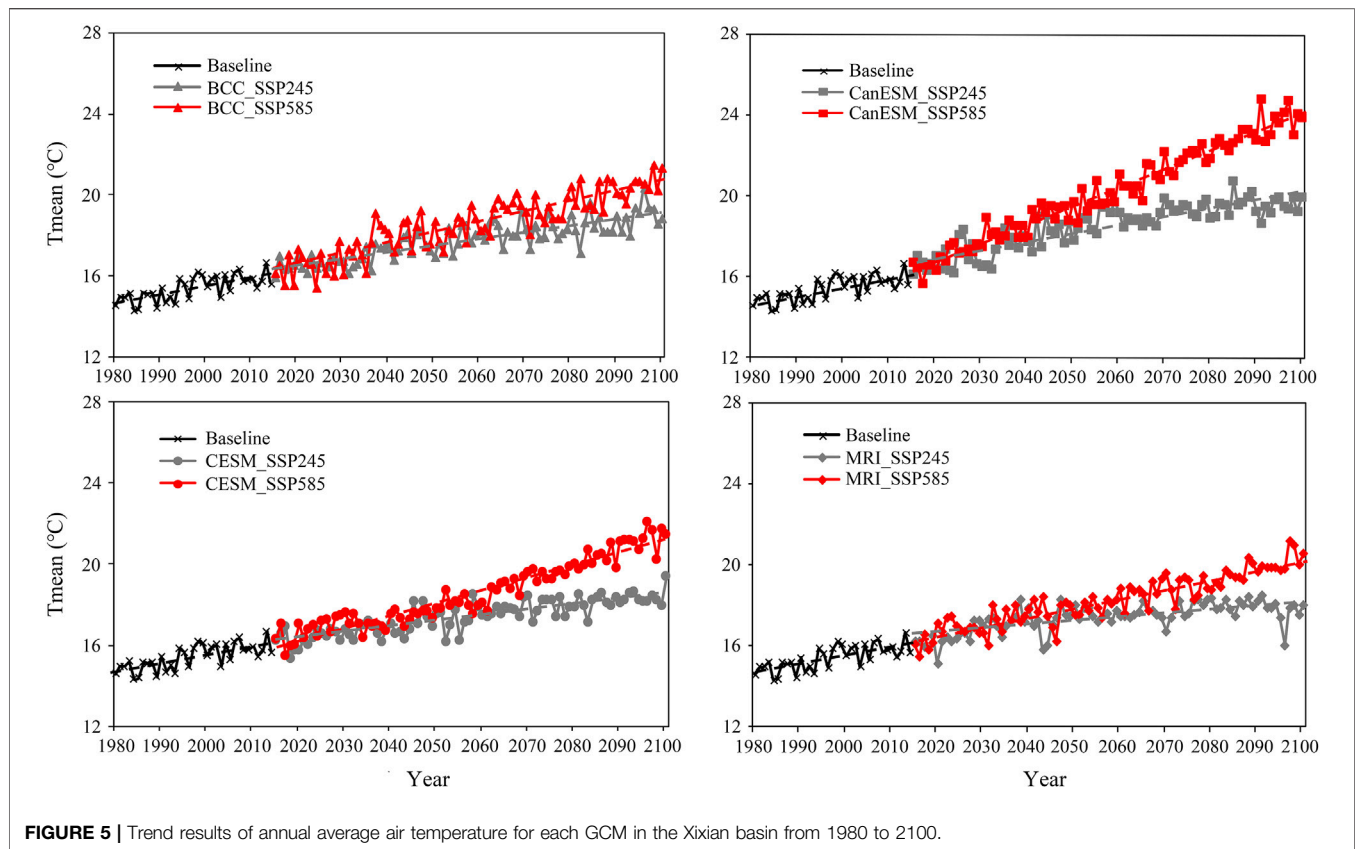 28
24
20
16
12
Tmean (°C)
Baseline
BCC_SSP245
BCC_SSP585
1980 1990 2000 2010 2020 2030 2040 2050 2060 2070 2080 2090 2100
28
24
20
16
12
Baseline
CanESM_SSP245
CanESM_SSP585
1980 1990 2000 2010 2020 2030 2040 2050 2060 2070 2080 2090 2100
28
24
20
16
12
Tmean (°C)
Baseline
CESM_SSP245
CESM_SSP585
1980 1990 2000 2010 2020 2030 2040 2050 2060 2070 2080 2090 2100
Year
28
24
20
16
12
Baseline
MRI_SSP245
MRI_SSP585
1980 1990 2000 2010 2020 2030 2040 2050 2060 2070 2080 2090 2100
Year
FIGURE 5 | Trend results of annual average air temperature for each GCM in the Xixian basin from 1980 to 2100.